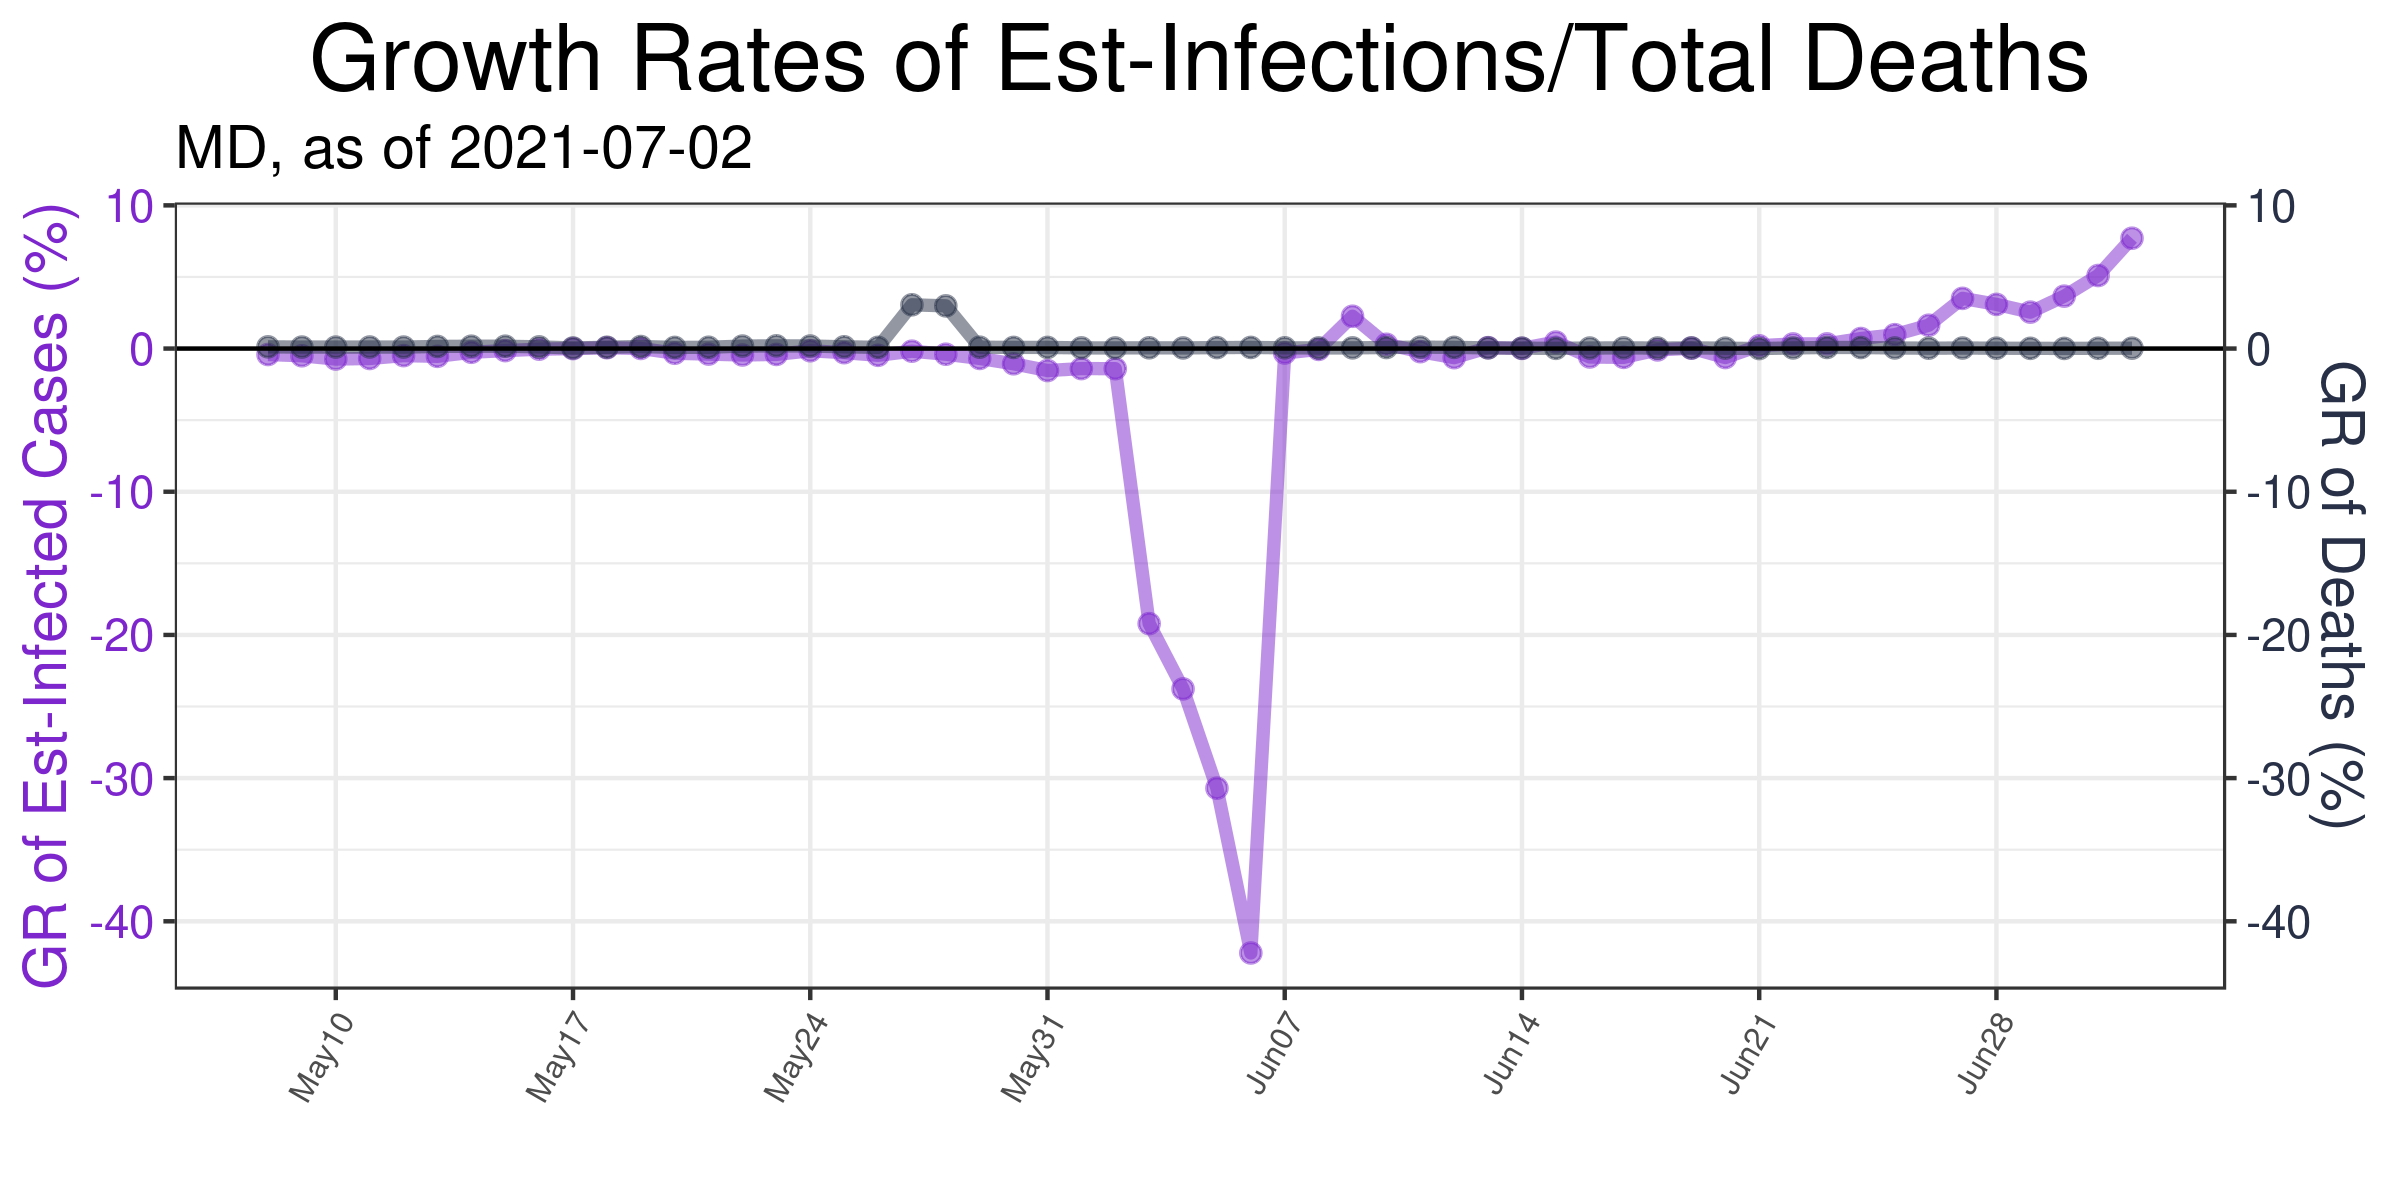 Growth Rates of Est-Infections/Total Deaths
MD, as of 2021-07-02
GR of Est-Infected Cases (%)
10
0
-10
-20
-30
-40
10
0
-10
-20
-30
-40
GR of Deaths (%)
May10
May17
May24
May31
Jun07
Jun14
Jun21
Jun28